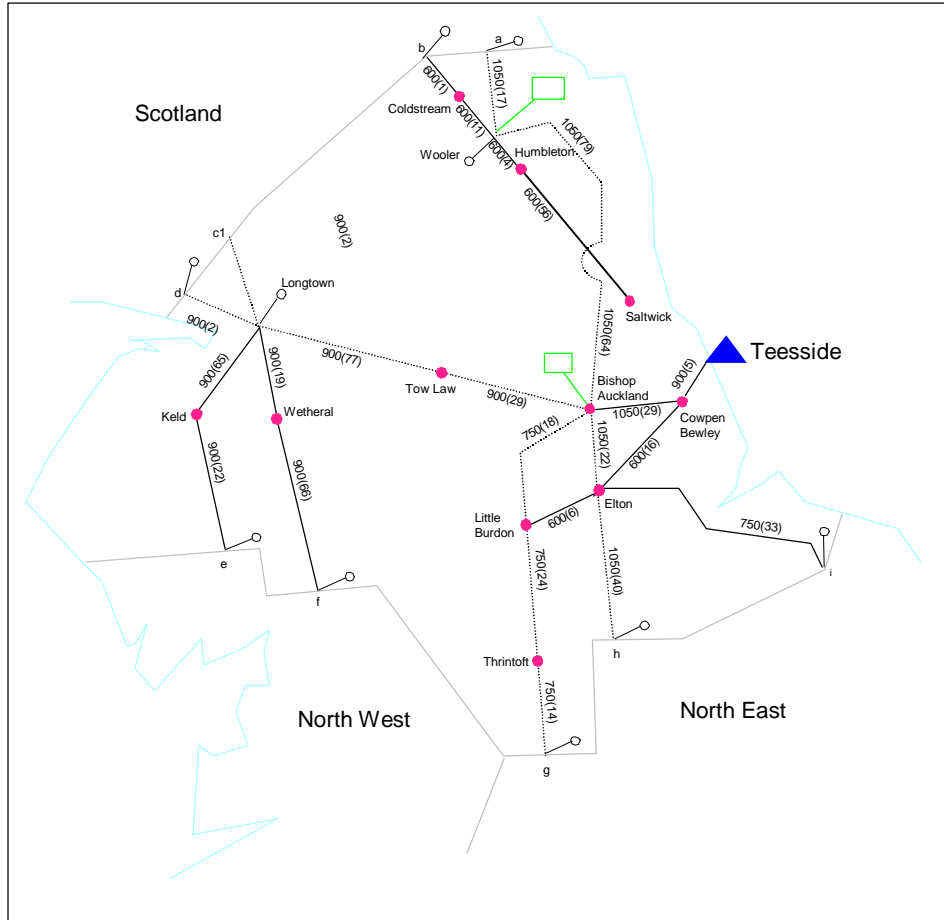 b
a
600(1)
1050(17)
Coldstream
600(11)
Scotland
1050(79)
Wooler
600(4)
Humbleton
600(56)
900(2)
c1
Longtown
d
Saltwick
900(2)
900(77)
1050(64)
Teesside
900(65)
900(19)
Tow Law
900(29)
Bishop
Auckland
900(5)
Keld
Wetheral
1050(29)
Cowpen
Bewley
750(18)
1050(22)
600(16)
900(22)
900(66)
Elton
Little
Burdon
600(6)
750(33)
e
i
750(24)
1050(40)
f
h
Thrintoft
750(14)
North West
North East
g